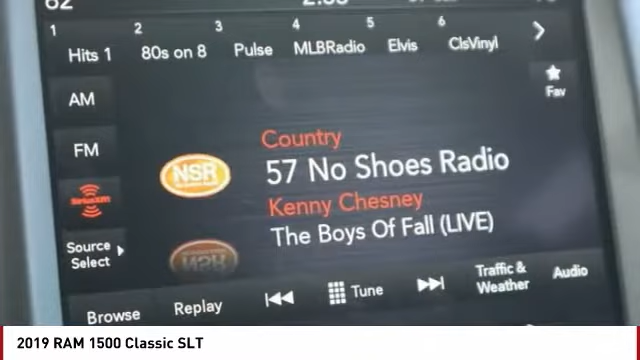 62
1 2 3 4 5 6
Hits 1 80s on 8 Pulse MLBRadio Elvis ClsVinyl
AM
Fav
Country
FM
NSR
57 No Shoes Radio
Kenny Chesney
SiriusXM
The Boys Of Fall (LIVE)
Source
Select
Browse Replay Tune Traffic & Weather Audio
2019 RAM 1500 Classic SLT